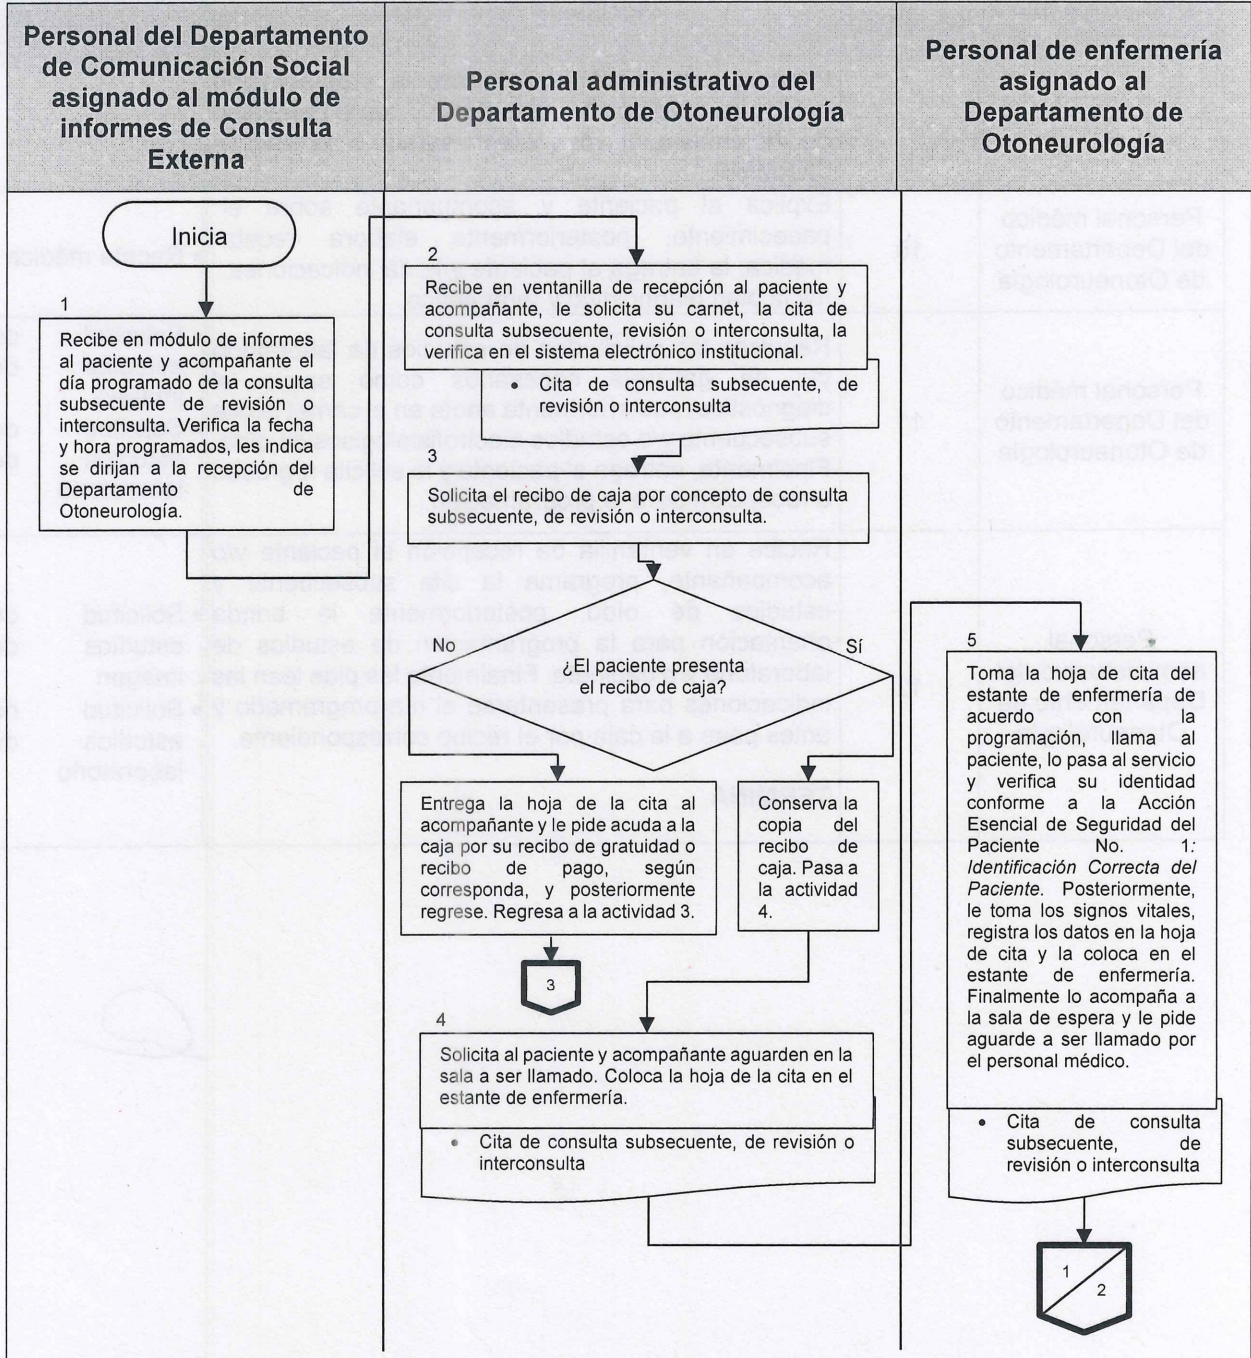 Personal del Departamento
de Comunicación Social
asignado al módulo de
informes de Consulta
Externa
Personal administrativo del
Departamento de Otoneurología
Personal de enfermería
asignado al
Departamento de
Otoneurología
Inicia
1
Recibe en módulo de informes
al paciente y acompañante el
día programado de la consulta
subsecuente de revisión o
interconsulta. Verifica la fecha
y hora programados, les indica
se dirijan a la recepción del
Departamento de
Otoneurología.
2
Recibe en ventanilla de recepción al paciente y
acompañante, le solicita su carnet, la cita de
consulta subsecuente, revisión o interconsulta, la
verifica en el sistema electrónico institucional.
• Cita de consulta subsecuente, de
revisión o interconsulta
3
Solicita el recibo de caja por concepto de consulta
subsecuente, de revisión o interconsulta.
No
Sí
¿El paciente presenta
el recibo de caja?
Entrega la hoja de la cita al
acompañante y le pide acuda a la
caja por su recibo de gratuidad o
recibo de pago, según
corresponda, y posteriormente
regrese. Regresa a la actividad 3.
3
Conserva la
copia del
recibo de
caja. Pasa a
la actividad
4.
4
Solicita al paciente y acompañante aguarden en la
sala a ser llamado. Coloca la hoja de la cita en el
estante de enfermería.
• Cita de consulta subsecuente, de revisión o
interconsulta
5
Toma la hoja de cita del
estante de enfermería de
acuerdo con la
programación, llama al
paciente, lo pasa al servicio
y verifica su identidad
conforme a la Acción
Esencial de Seguridad del
Paciente No. 1:
Identificación Correcta del
Paciente. Posteriormente,
le toma los signos vitales,
registra los datos en la hoja
de cita y la coloca en el
estante de enfermería.
Finalmente lo acompaña a
la sala de espera y le pide
aguarde a ser llamado por
el personal médico.
• Cita de consulta
subsecuente, de
revisión o interconsulta
1
2